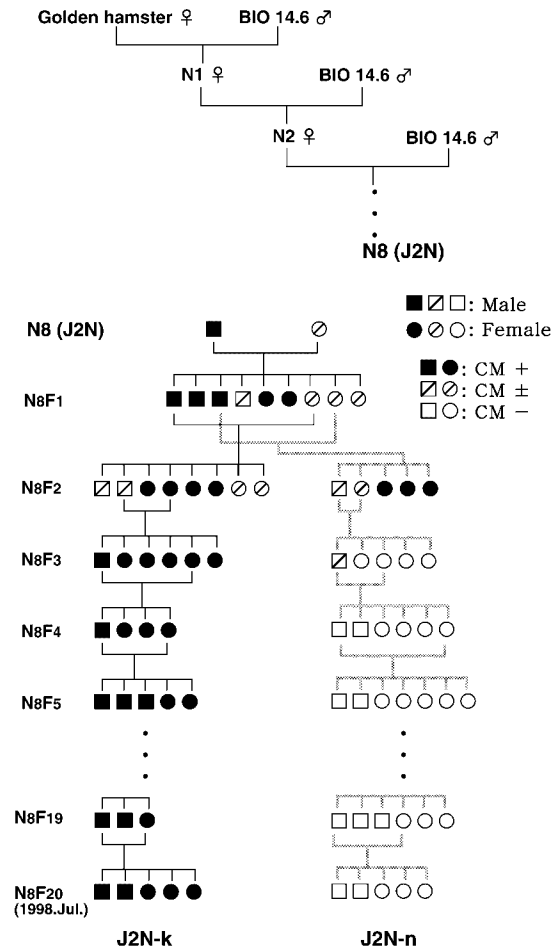 Golden hamster ♀ BIO 14.6 ♂
N1 ♀ BIO 14.6 ♂
N2 ♀ BIO 14.6 ♂
N8 (J2N)
: Male
: Female
N8 (J2N)
: CM +
: CM ±
: CM −
N8F1
N8F2
N8F3
N8F4
N8F5
N8F19
N8F20
(1998.Jul.)
J2N-k J2N-n